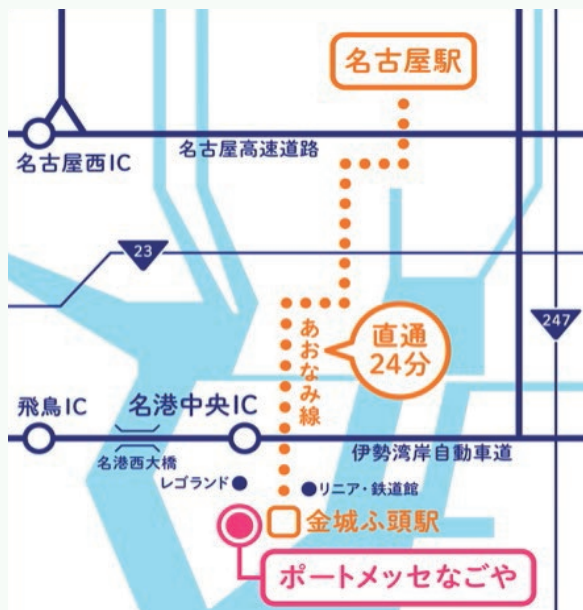 名古屋駅
名古屋西IC
名古屋高速道路
23
247
あおなみ線
直通
24分
飛島IC
名港中央IC
名港西大橋
伊勢湾岸自動車道
レゴランド
リニア・鉄道館
金城ふ頭駅
ポートメッセなごや